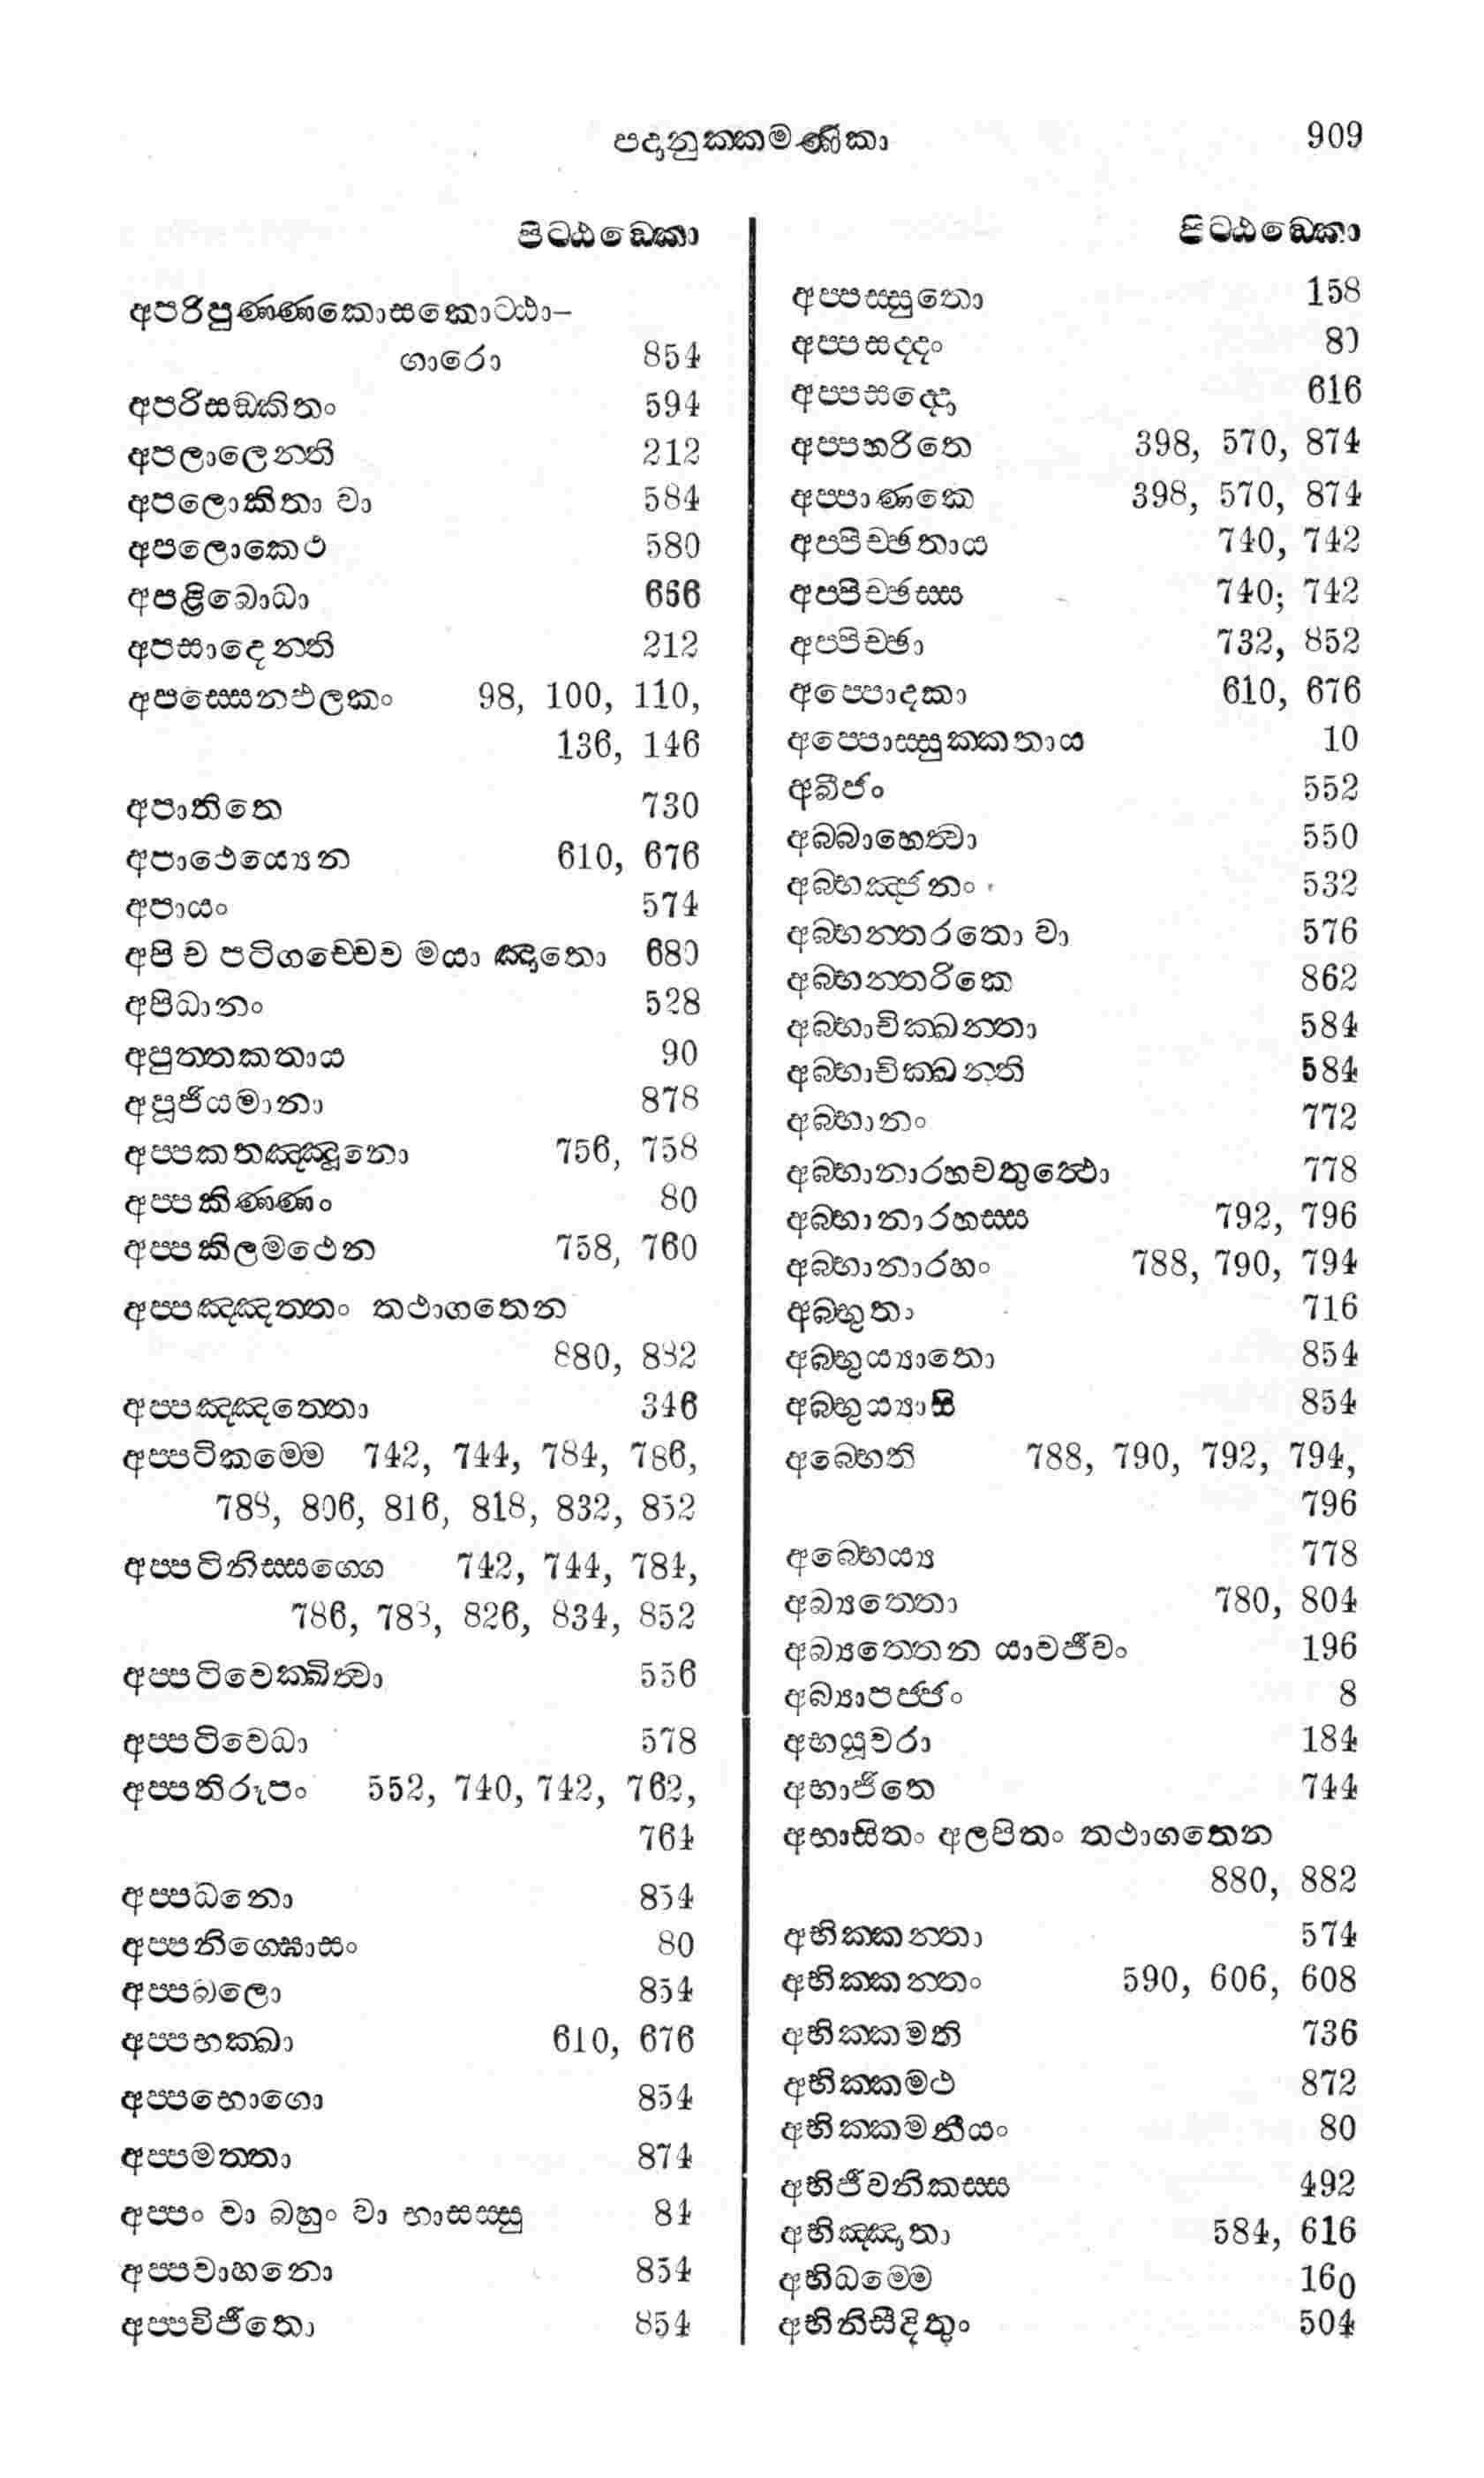 පදානුක්කමණිකා 909
පිට්ඨඞ්කො
අපරිපුණ්ණකොසකොට්ඨා-
ගාරො 854
අපරිසඞ්කිතං 594
අපලාලෙන්ති 212
අපලොකිතා වා 584
අපලොකෙථ 580
අපළිබොධා 666
අපසාදෙන්ති 212
අපස්සෙනඵලකං 98, 100, 110,
136, 146
අපාතිතෙ 730
අපාථෙය්‍යෙන 610, 676
අපායං 574
අපි ච පටිගච්චෙව මයා ඤාතො 680
අපිධානං 528
අපුත්තකතාය 90
අපූජියමානා 878
අප්පකතඤ්ඤුනො 756, 758
අප්පකිණ්ණං 80
අප්පකිලමථෙන 758, 760
අප්පඤ්ඤත්තං තථාගතෙන
880, 882
අප්පඤ්ඤත්තො 346
අප්පටිකම්මෙ 742, 744, 784, 786,
788, 806, 816, 818, 832, 852
අප්පටිනිස්සග්ගෙ 742, 744, 784,
786, 788, 826, 834, 852
අප්පටිවෙක්ඛිත්වා 556
අප්පටිවෙධා 578
අප්පතිරූපං 552, 740, 742, 762,
764
අප්පධනො 854
අප්පනිග්ඝොසං 80
අප්පබලො 854
අප්පභක්ඛා 610, 676
අප්පභොගො 854
අප්පමත්තා 874
අප්පං වා බහුං වා භාසස්සු 84
අප්පවාහනො 854
අප්පවිජිතො 854
පිට්ඨඞ්කො
අප්පස්සුතො 158
අප්පසද්දං 80
අප්පසඤ්ඤො 616
අප්පහරිතෙ 398, 570, 874
අප්පාණකෙ 398, 570, 874
අප්පිච්ඡතාය 740, 742
අප්පිච්ඡස්ස 740; 742
අප්පිච්ඡා 732, 852
අප්පොදකා 610, 676
අප්පොස්සුක්කතාය 10
අබීජං 552
අබ්බාහෙත්වා 550
අබ්භඤ්ජනං 532
අබ්භන්තරතො වා 576
අබ්භන්තරිකෙ 862
අබ්භාචික්ඛන්තා 584
අබ්භාචික්ඛන්ති 584
අබ්භානං 772
අබ්භානාරහචතුත්ථො 778
අබ්භානාරහස්ස 792, 796
අබ්භානාරහං 788, 790, 794
අබ්භුතා 716
අබ්භුය්‍යාතො 854
අබ්භුය්‍යාසි 854
අබ්භෙති 788, 790, 792, 794,
796
අබ්භෙය්‍ය 778
අබ්‍යත්තො 780, 804
අබ්‍යත්තෙන යාවජීවං 196
අබ්‍යාපජ්ජං 8
අභයූවරා 184
අභාජිතෙ 744
අභාසිතං අලපිතං තථාගතෙන
880, 882
අභික්කන්තා 574
අභික්කන්තං 590, 606, 608
අභික්කමති 736
අභික්කමථ 872
අභික්කමනීයං 80
අභිජීවනිකස්ස 492
අභිඤ්ඤාතා 584, 616
අභිධම්මෙ 160
අභිනිසීදිතුං 504